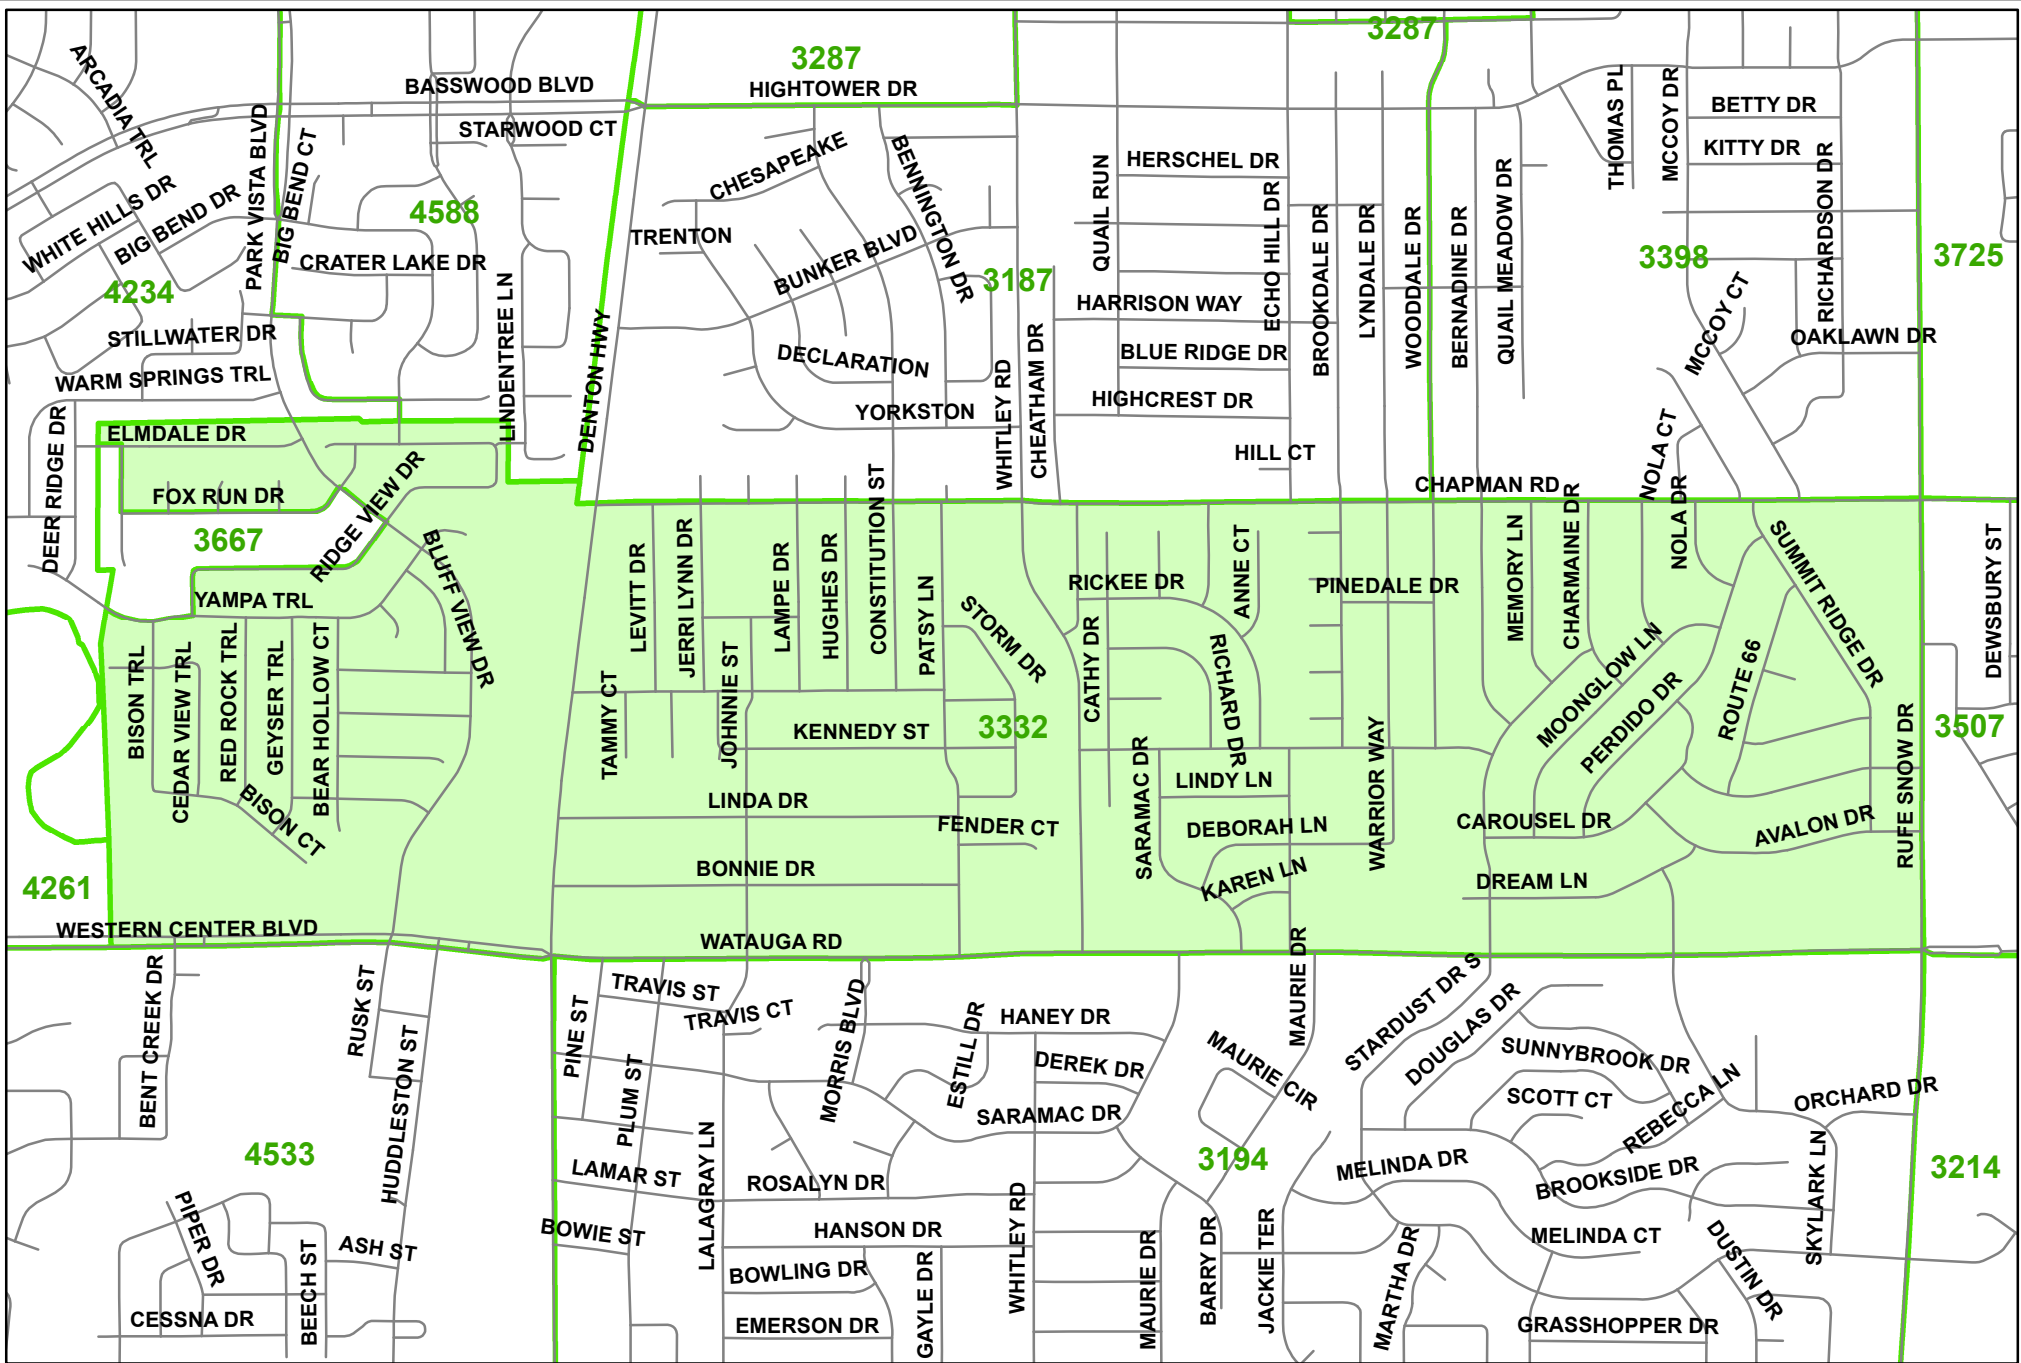 3287
3287
ARCADIA TRL
BASSWOOD BLVD
HIGHTOWER DR
THOMAS PL
MCCOY DR
BETTY DR
STARWOOD CT
PARK VISTA BLVD
BIG BEND CT
CHESAPEAKE
BENNINGTON DR
HERSCHEL DR
KITTY DR
RICHARDSON DR
WHITE HILLS DR
BIG BEND DR
4588
QUAIL RUN
ECHO HILL DR
BROOKDALE DR
LYNDALE DR
WOODDALE DR
BERNADINE DR
QUAIL MEADOW DR
TRENTON
BUNKER BLVD
3398
3725
CRATER LAKE DR
4234
3187
HARRISON WAY
MCCOY CT
OAKLAWN DR
STILLWATER DR
LINDENTREE LN
DENTON HWY
DECLARATION
BLUE RIDGE DR
WARM SPRINGS TRL
WHITLEY RD
CHEATHAM DR
HIGHCREST DR
YORKSTON
DEER RIDGE DR
ELMDALE DR
HILL CT
NOLA CT
CHAPMAN RD
FOX RUN DR
RIDGE VIEW DR
3667
BLUFF VIEW DR
LEVITT DR
JERRI LYNN DR
LAMPE DR
HUGHES DR
CONSTITUTION ST
PATSY LN
STORM DR
RICKEE DR
ANNE CT
PINEDALE DR
MEMORY LN
CHARMAINE DR
NOLA DR
SUMMIT RIDGE DR
DEWSBURY ST
YAMPA TRL
BISON TRL
CEDAR VIEW TRL
RED ROCK TRL
GEYSER TRL
BEAR HOLLOW CT
BISON CT
TAMMY CT
JOHNNIE ST
KENNEDY ST
3332
CATHY DR
RICHARD DR
MOONGLOW LN
PERDIDO DR
ROUTE 66
RUFE SNOW DR
3507
LINDA DR
FENDER CT
SARAMAC DR
LINDY LN
DEBORAH LN
WARRIOR WAY
CAROUSEL DR
AVALON DR
4261
BONNIE DR
KAREN LN
DREAM LN
WESTERN CENTER BLVD
WATAUGA RD
MAURIE DR
BENT CREEK DR
RUSK ST
HUDDLESTON ST
PINE ST
TRAVIS ST
TRAVIS CT
MORRIS BLVD
ESTILL DR
HANEY DR
STARDUST DR S
DOUGLAS DR
SUNNYBROOK DR
PLUM ST
DEREK DR
MAURIE CIR
SCOTT CT
REBECCA LN
ORCHARD DR
SARAMAC DR
4533
LALAGRAY LN
3194
MELINDA DR
BROOKSIDE DR
SKYLARK LN
3214
LAMAR ST
ROSALYN DR
PIPER DR
BOWIE ST
HANSON DR
WHITLEY RD
MELINDA CT
DUSTIN DR
ASH ST
BEECH ST
BOWLING DR
GAYLE DR
MAURIE DR
BARRY DR
JACKIE TER
MARTHA DR
CESSNA DR
EMERSON DR
GRASSHOPPER DR